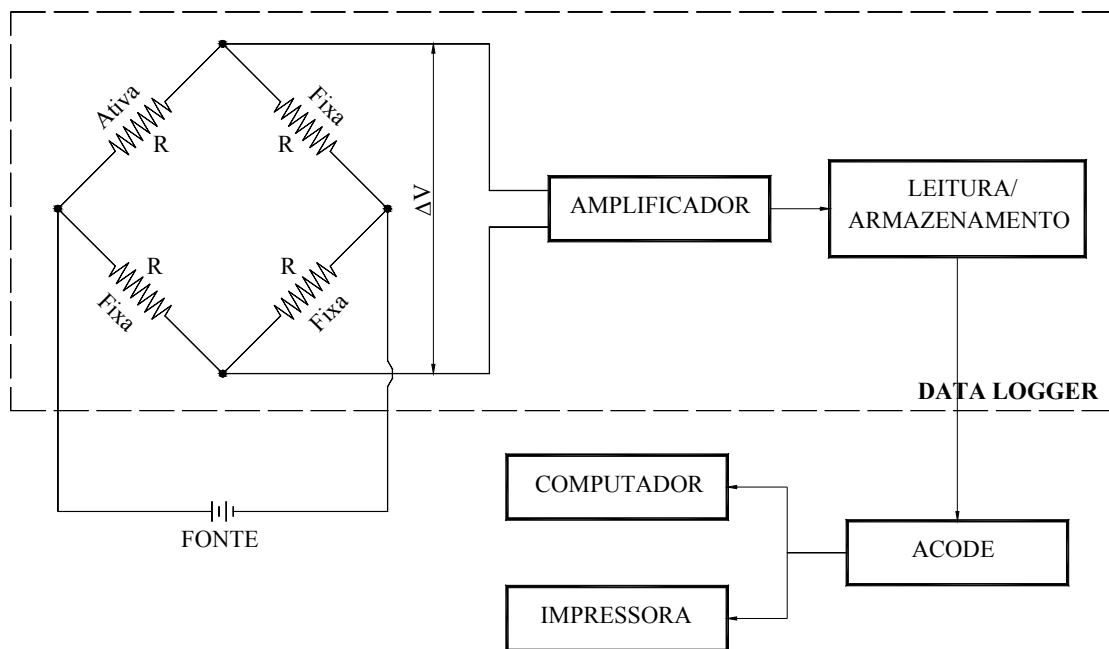 Ativa
R
Fixa
R
ΔV
AMPLIFICADOR
LEITURA/
ARMAZENAMENTO
R
Fixa
R
Fixa
DATA LOGGER
FONTE
COMPUTADOR
ACODE
IMPRESSORA